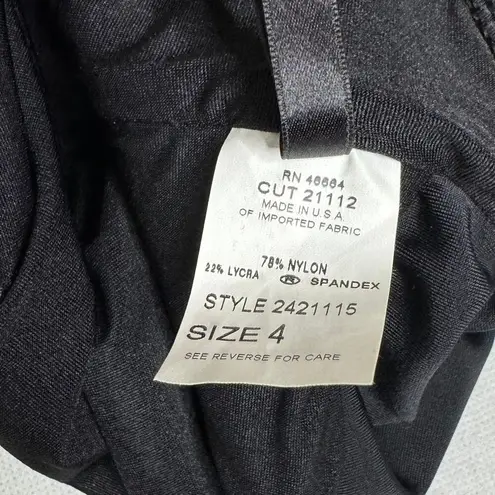 RN 46664
CUT 21112
MADE IN U.S.A
OF IMPORTED FABRIC
78% NYLON
22% LYCRA ® SPANDEX
STYLE 2421115
SIZE 4
SEE REVERSE FOR CARE